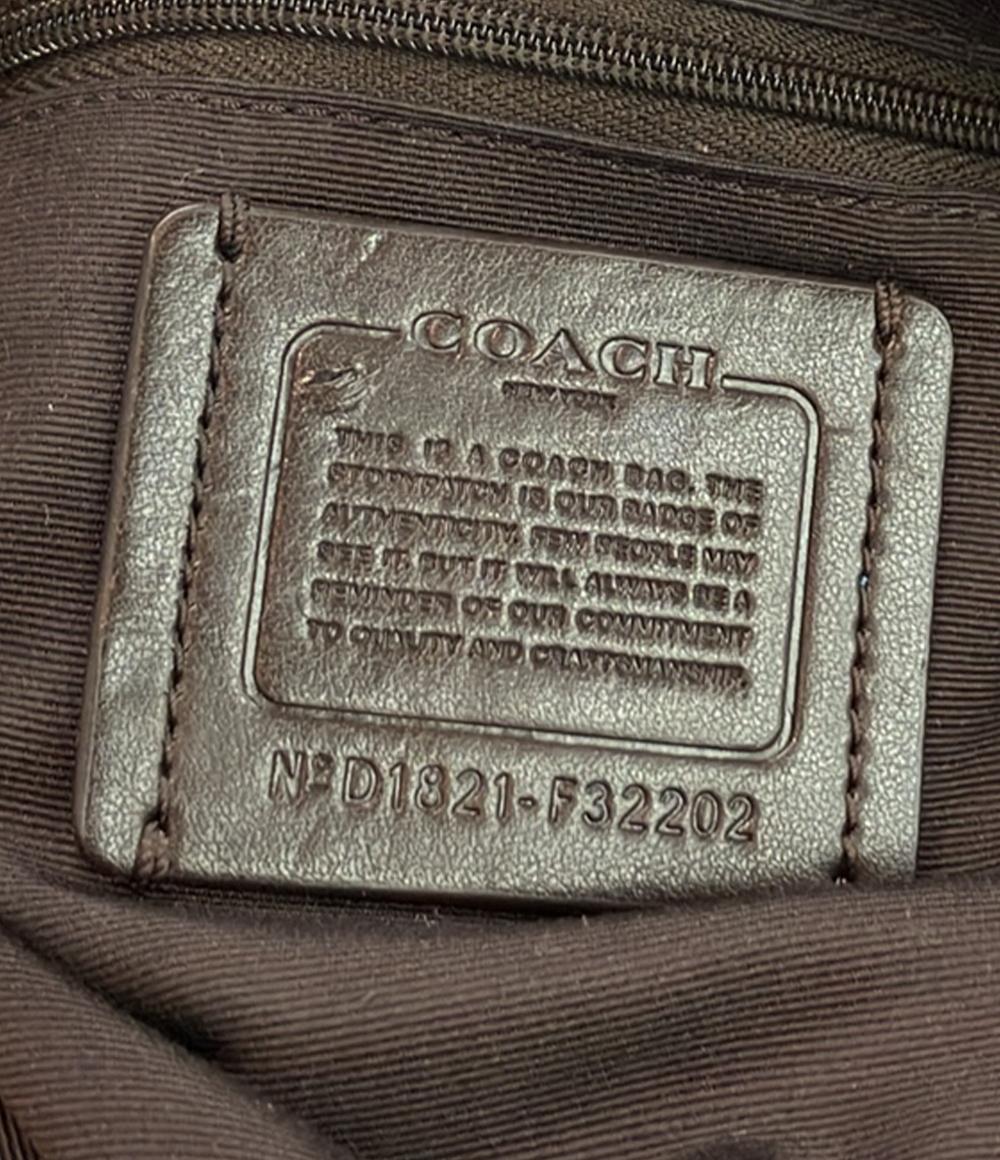 COACH
NEW YORK
THIS IS A COACH BAG. THE
STORYPATCH IS OUR BADGE OF
AUTHENTICITY. FEW PEOPLE MAY
SEE IT, BUT IT WILL ALWAYS BE A
REMINDER OF OUR COMMITMENT
TO QUALITY AND CRAFTSMANSHIP.
Nº D1821-F32202